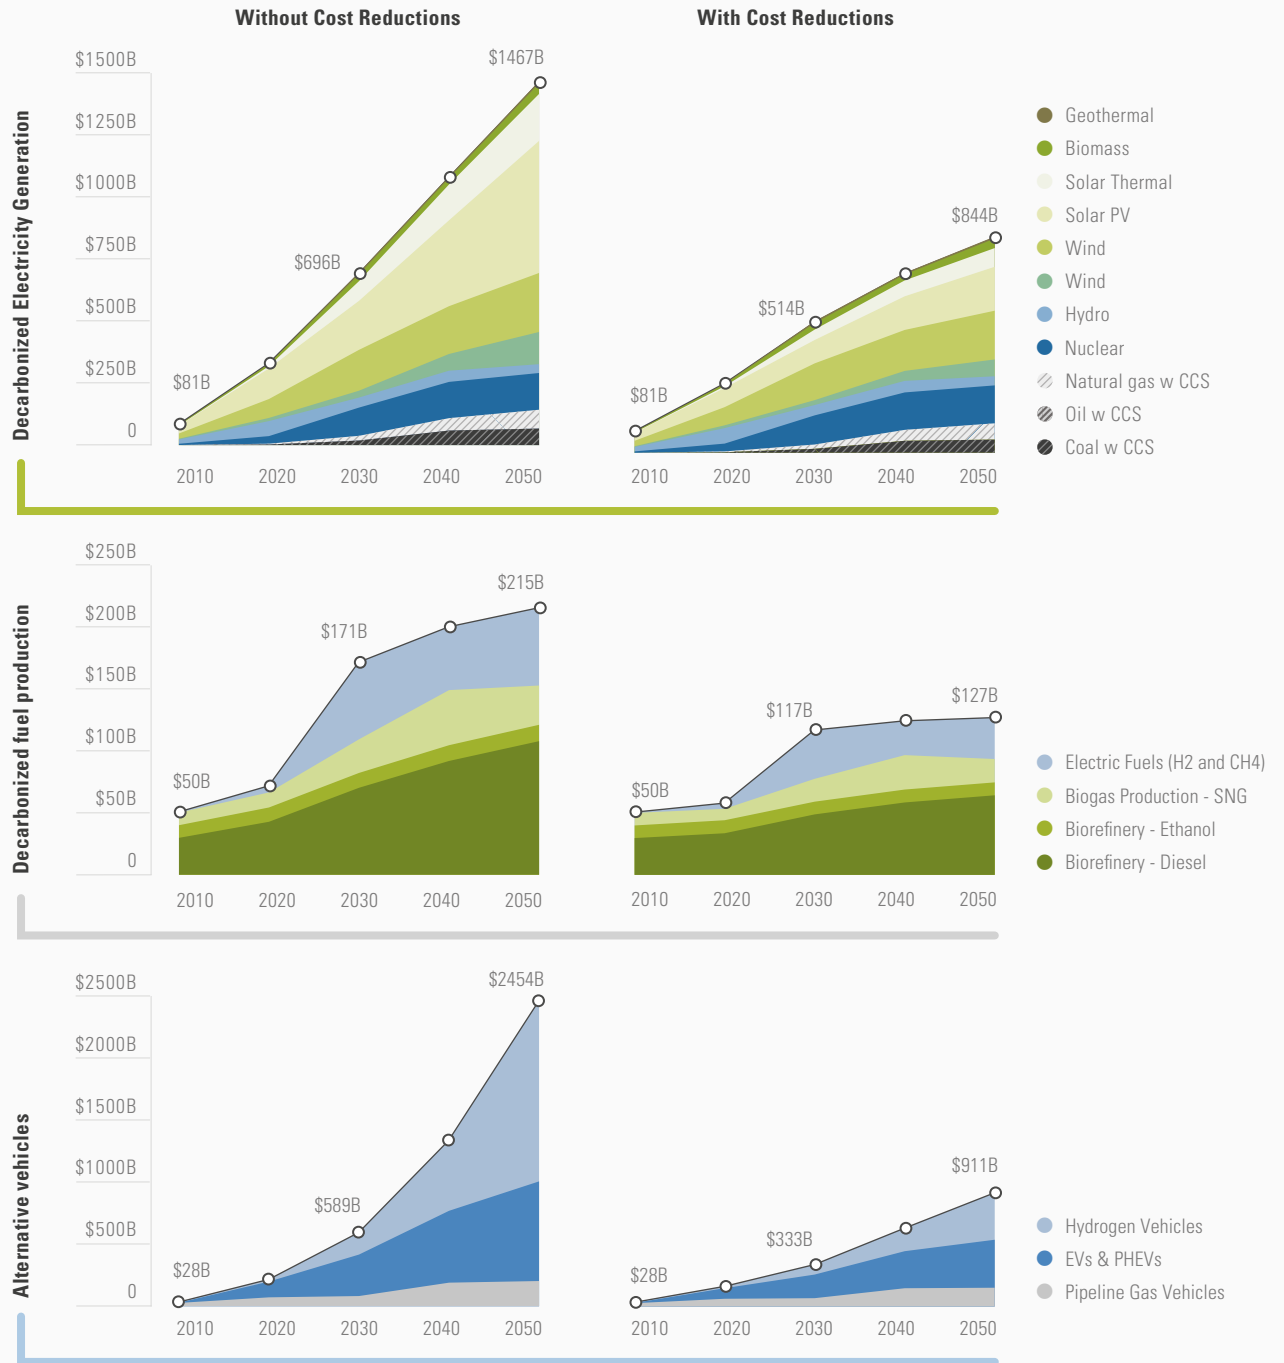 Without Cost Reductions
With Cost Reductions
Decarbonized Electricity Generation
$1500B
$1250B
$1000B
$750B
$500B
$250B
0
$81B
$696B
$1467B
2010 2020 2030 2040 2050
$81B
$514B
$844B
2010 2020 2030 2040 2050
Geothermal
Biomass
Solar Thermal
Solar PV
Wind
Wind
Hydro
Nuclear
Natural gas w CCS
Oil w CCS
Coal w CCS
Decarbonized fuel production
$250B
$200B
$150B
$100B
$50B
0
$50B
$171B
$215B
2010 2020 2030 2040 2050
$50B
$117B
$127B
2010 2020 2030 2040 2050
Electric Fuels (H2 and CH4)
Biogas Production - SNG
Biorefinery - Ethanol
Biorefinery - Diesel
Alternative vehicles
$2500B
$2000B
$1500B
$1000B
$500B
0
$28B
$589B
$2454B
2010 2020 2030 2040 2050
$28B
$333B
$911B
2010 2020 2030 2040 2050
Hydrogen Vehicles
EVs & PHEVs
Pipeline Gas Vehicles